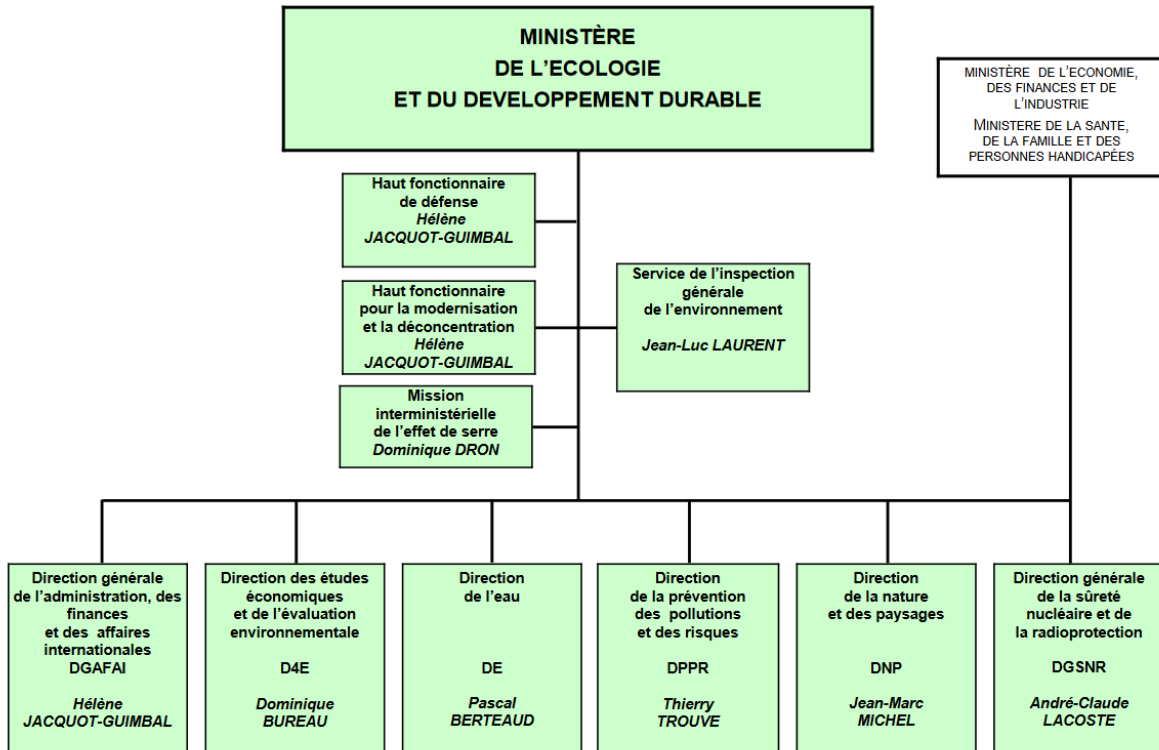 MINISTÈRE
DE L'ECOLOGIE
ET DU DEVELOPPEMENT DURABLE
MINISTÈRE DE L'ECONOMIE,
DES FINANCES ET DE
L'INDUSTRIE
MINISTERE DE LA SANTE,
DE LA FAMILLE ET DES
PERSONNES HANDICAPÉES
Haut fonctionnaire
de défense
Hélène
JACQUOT-GUIMBAL
Haut fonctionnaire
pour la modernisation
et la déconcentration
Hélène
JACQUOT-GUIMBAL
Service de l'inspection
générale
de l'environnement
Jean-Luc LAURENT
Mission
interministérielle
de l'effet de serre
Dominique DRON
Direction générale
de l'administration, des
finances
et des affaires
internationales
DGAFAI
Hélène
JACQUOT-GUIMBAL
Direction des études
économiques
et de l'évaluation
environnementale
D4E
Dominique
BUREAU
Direction
de l'eau
DE
Pascal
BERTEAUD
Direction
de la prévention
des pollutions
et des risques
DPPR
Thierry
TROUVE
Direction
de la nature
et des paysages
DNP
Jean-Marc
MICHEL
Direction générale
de la sûreté
nucléaire et de
la radioprotection
DGSNR
André-Claude
LACOSTE